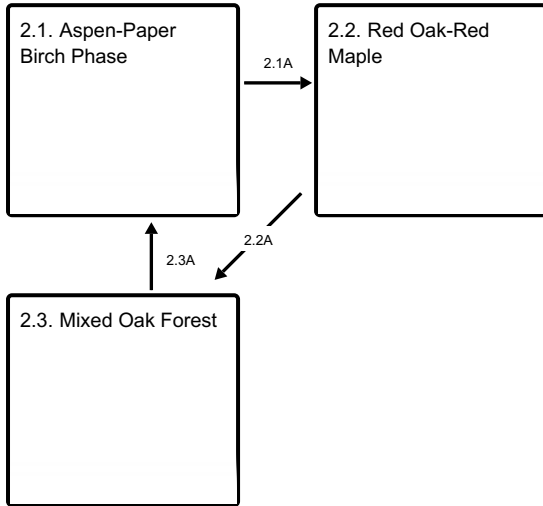 2.1. Aspen-Paper
Birch Phase
2.1A
2.2. Red Oak-Red
Maple
2.2A
2.3A
2.3. Mixed Oak Forest